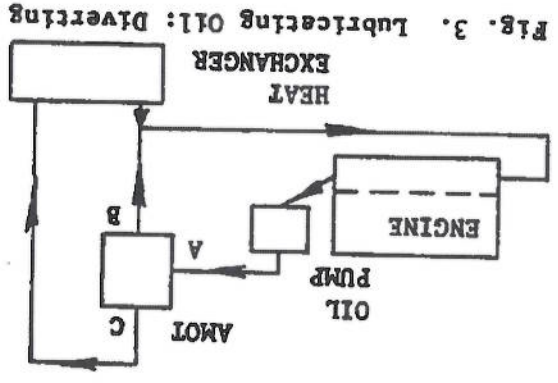 AMOT
C
OIL
PUMP
A
ENGINE
B
HEAT
EXCHANGER
Fig. 3. Lubricating Oil: Diverting